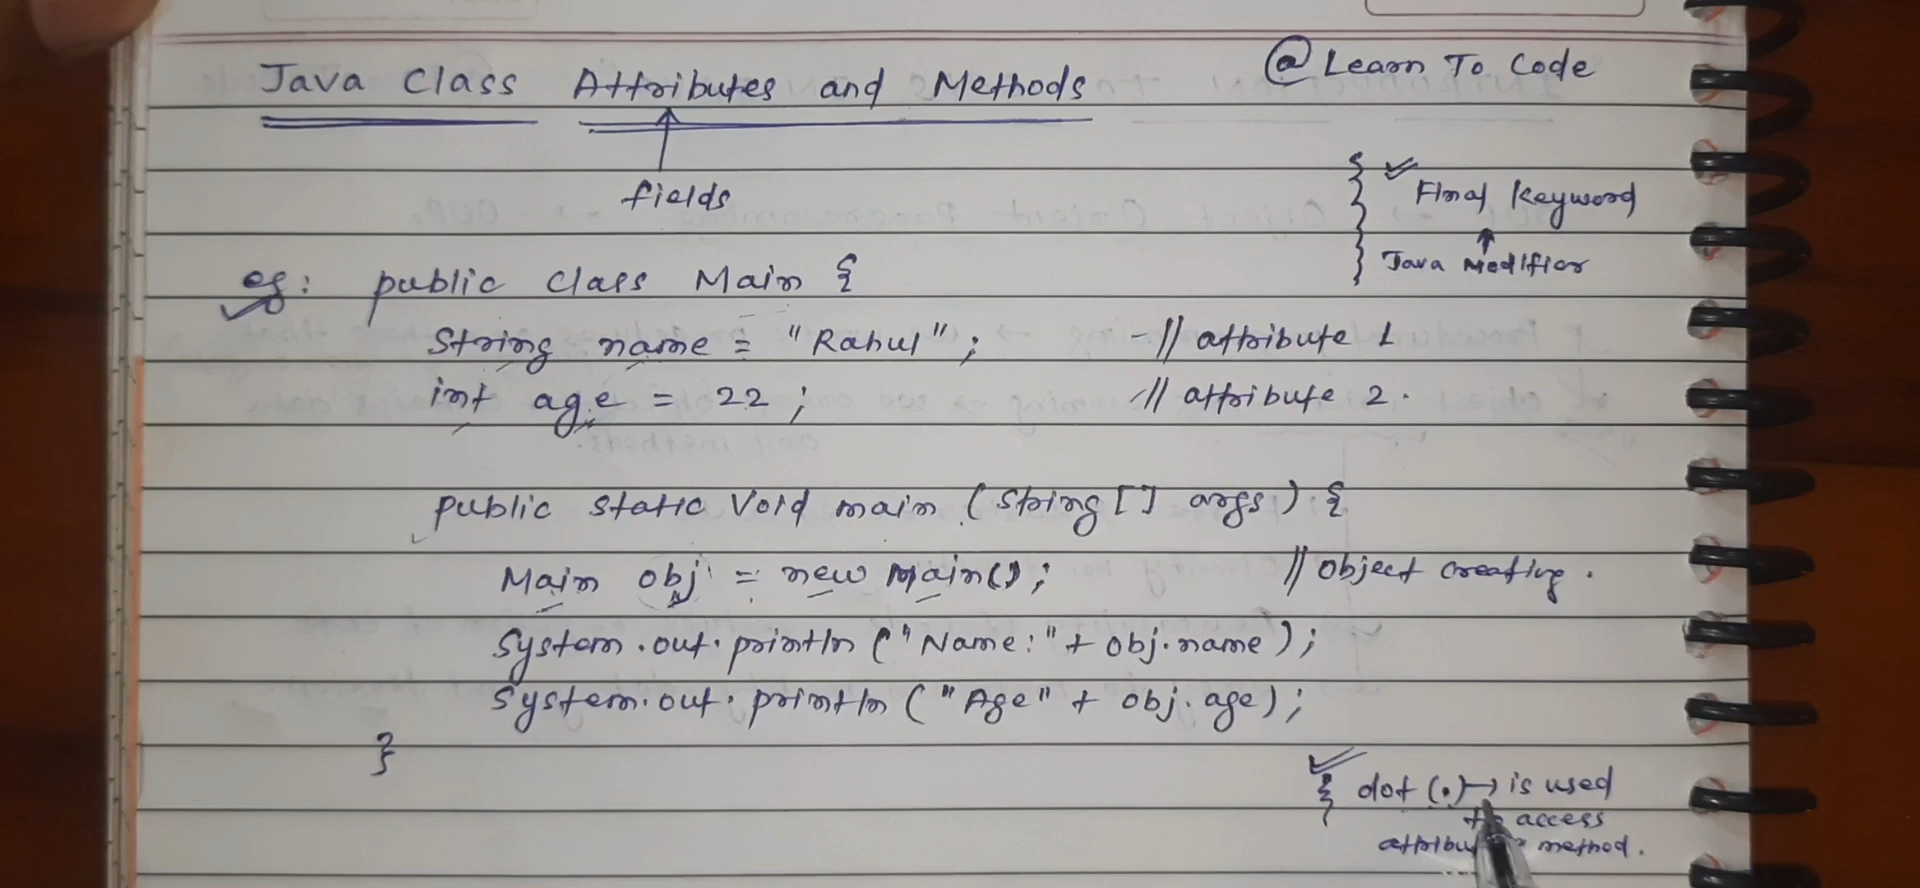 Java Class Attributes and Methods
@ Learn To Code
fields
Final Keyword
Java Modifier
eg: public class Main {
String name = "Rahul"; // attribute 1
int age = 22; // attribute 2.
public static void main (String [] args) {
Main obj = new Main(); // object creating.
System.out.println ("Name:" + obj.name);
System.out.println ("Age" + obj.age);
}
{ dot (.) → is used
to access
method.